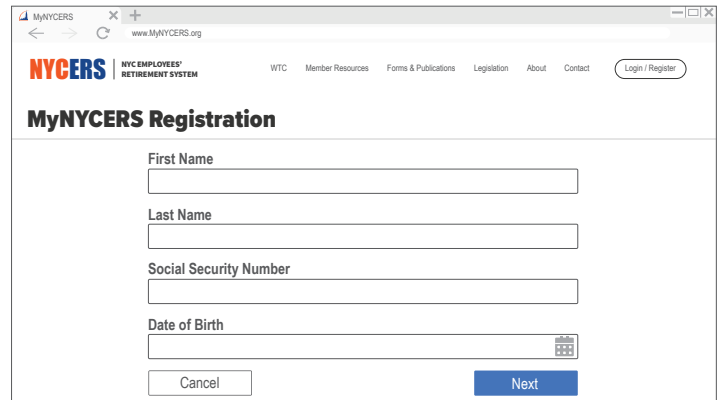 MyNYCERS
www.MyNYCERS.org
NYCERS NYC EMPLOYEES' RETIREMENT SYSTEM
WTC Member Resources Forms & Publications Legislation About Contact Login / Register
MyNYCERS Registration
First Name
Last Name
Social Security Number
Date of Birth
Cancel Next